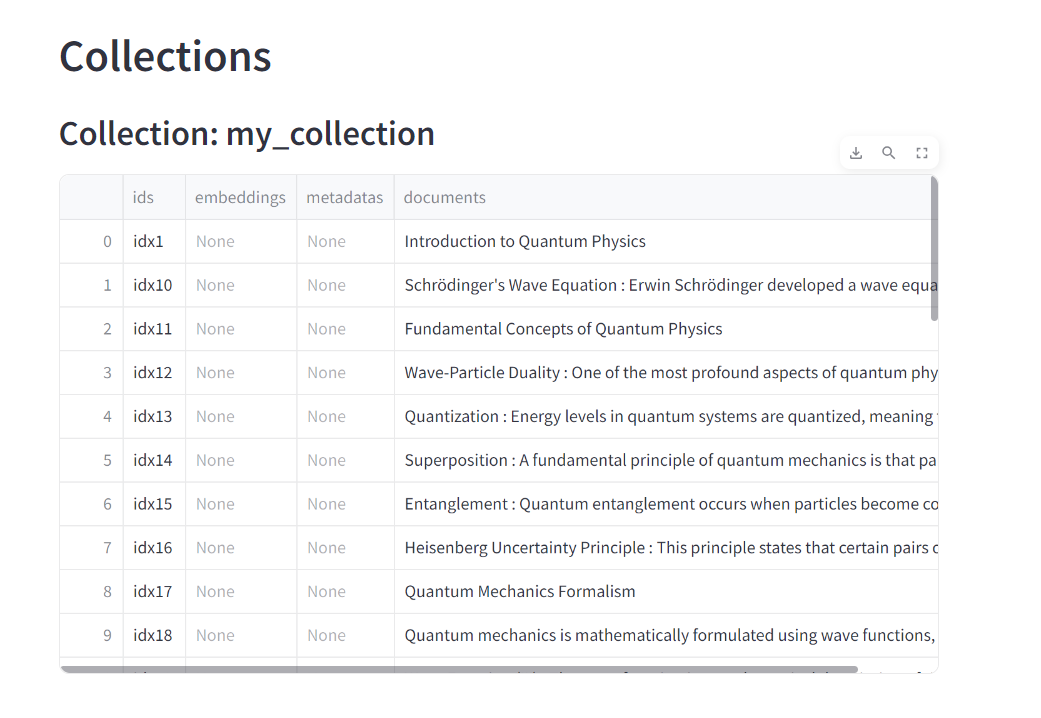 Collections
Collection: my_collection
ids embeddings metadatas documents
0 idx1 None None Introduction to Quantum Physics
1 idx10 None None Schrödinger's Wave Equation : Erwin Schrödinger developed a wave equa
2 idx11 None None Fundamental Concepts of Quantum Physics
3 idx12 None None Wave-Particle Duality : One of the most profound aspects of quantum phy
4 idx13 None None Quantization : Energy levels in quantum systems are quantized, meaning
5 idx14 None None Superposition : A fundamental principle of quantum mechanics is that pa
6 idx15 None None Entanglement : Quantum entanglement occurs when particles become co
7 idx16 None None Heisenberg Uncertainty Principle : This principle states that certain pairs
8 idx17 None None Quantum Mechanics Formalism
9 idx18 None None Quantum mechanics is mathematically formulated using wave functions,